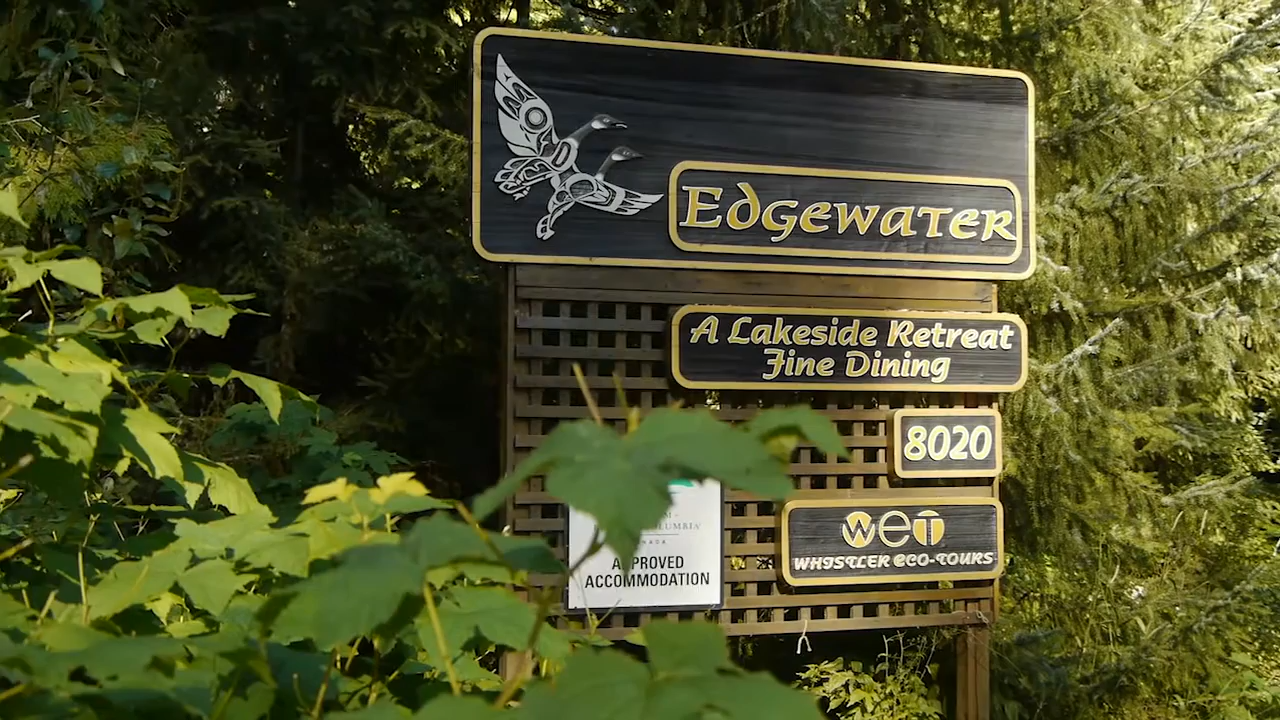 Edgewater
A Lakeside Retreat
Fine Dining
8020
WeT
WHISTLER eCO-TOURS
APPROVED
ACCOMMODATION